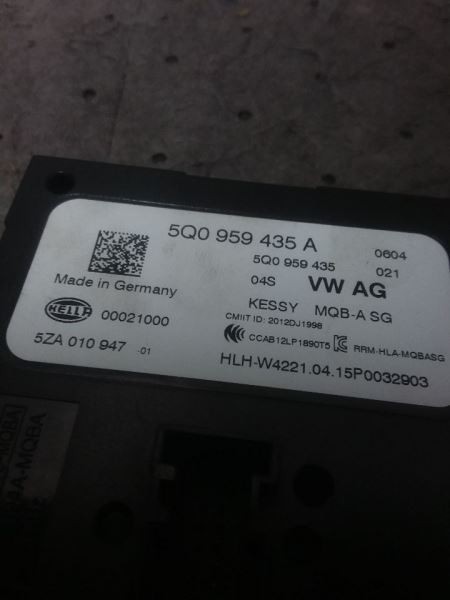 5Q0 959 435 A
0604
5Q0 959 435
021
Made in Germany
04S
VW AG
KESSY MQB-A SG
HELLA
00021000
CMIIT ID: 2012DJ1998
CCAB12LP1890T5
RRM-HLA-MQBASG
5ZA 010 947 01
HLH-W4221.04.15P0032903